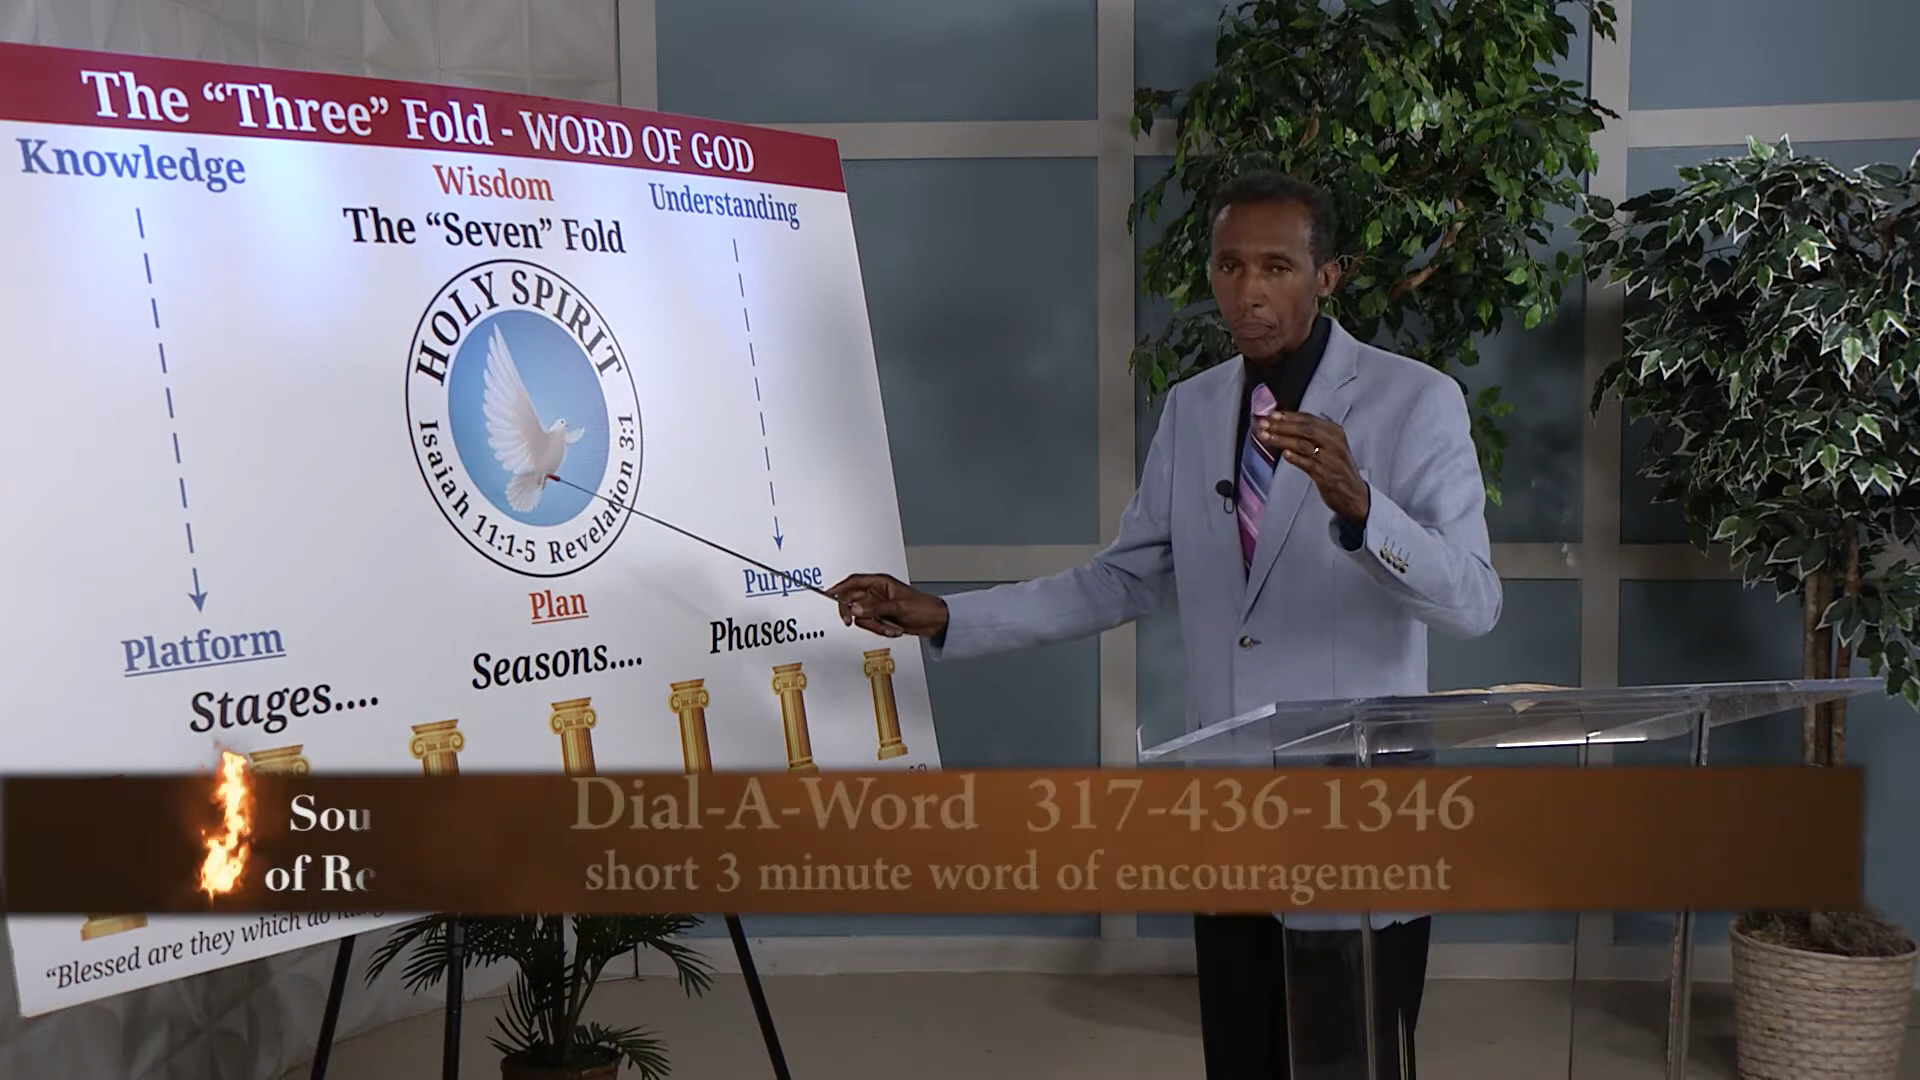 The “Three” Fold - WORD OF GOD
Knowledge
Wisdom
Understanding
The “Seven” Fold
HOLY SPIRIT
Isaiah 11:1-5 Revelation 3:1
Platform
Plan
Purpose
Stages....
Seasons....
Phases....
Sou
of Re
Dial-A-Word 317-436-1346
short 3 minute word of encouragement
“Blessed are they which do